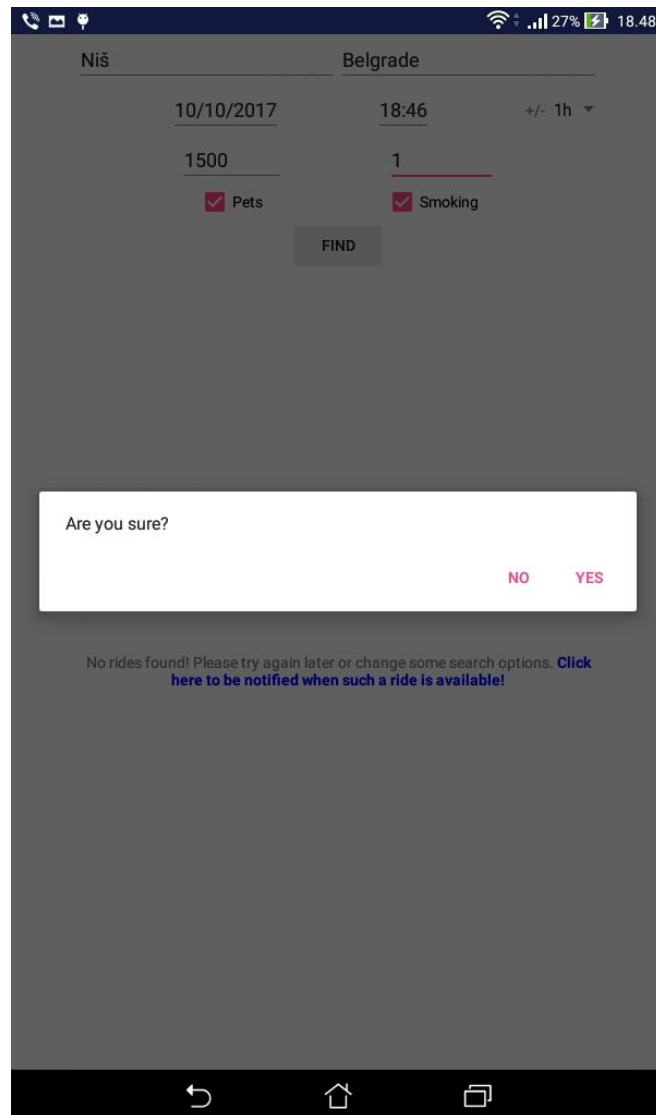 27% 18.48
Niš Belgrade
10/10/2017 18:46 +/- 1h
1500 1
Pets Smoking
FIND
Are you sure?
NO YES
No rides found! Please try again later or change some search options. Click
here to be notified when such a ride is available!